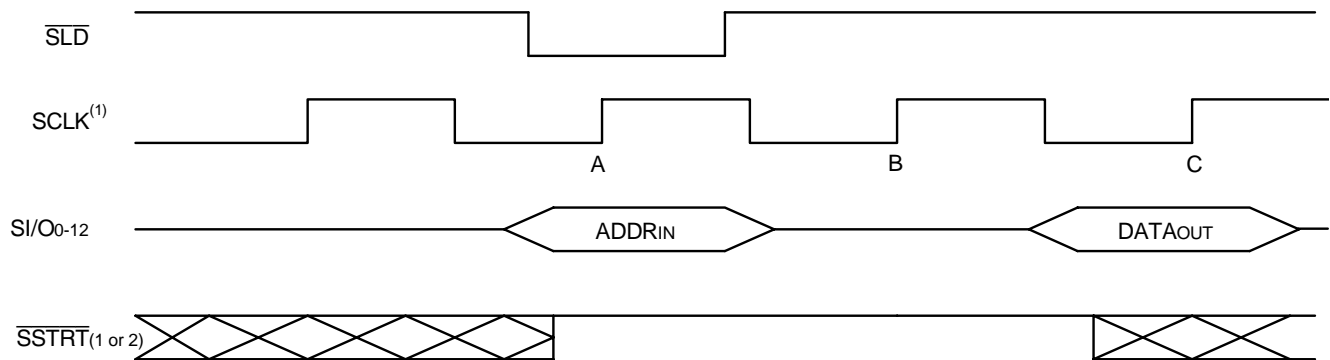 SLD
SCLK(1)
A B C
SI/O0-12 ADDRIN DATAOUT
SSTRT(1 or 2)